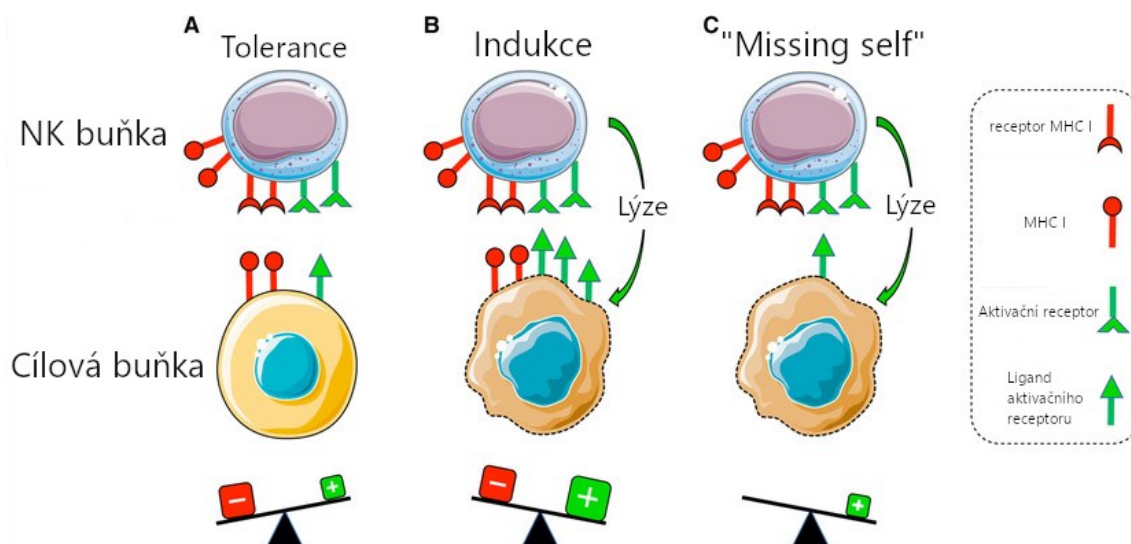 A
Tolerance
B
Indukce
C
"Missing self"
NK buňka
Lýze
Lýze
Cílová buňka
receptor MHC I
MHC I
Aktivační receptor
Ligand
aktivačního
receptoru
− +
− +
+